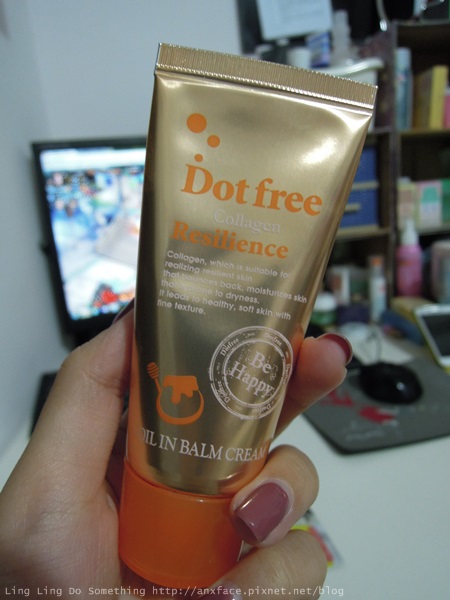 Dot free
Collagen
Resilience
Collagen, which is suitable for
realizing resilient skin
that bounces back, moisturizes skin
that due to dryness.
It leads to healthy, soft skin with
fine texture.
Be
Happy
OIL IN BALM CREAM
Ling Ling Do Something http://anxface.pixnet.net/blog